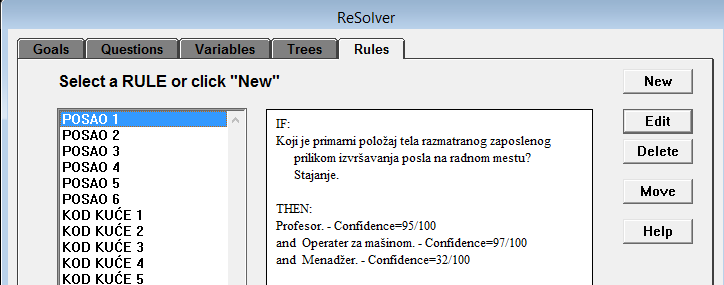 ReSolver
Goals Questions Variables Trees Rules
Select a RULE or click "New"
New
Edit
Delete
Move
Help
POSAO 1
POSAO 2
POSAO 3
POSAO 4
POSAO 5
POSAO 6
KOD KUĆE 1
KOD KUĆE 2
KOD KUĆE 3
KOD KUĆE 4
KOD KUĆE 5
IF:
Koji je primarni položaj tela razmatranog zaposlenog
prilikom izvršavanja posla na radnom mestu?
Stajanje.
THEN:
Profesor. - Confidence=95/100
and Operater za mašinom. - Confidence=97/100
and Menadžer. - Confidence=32/100